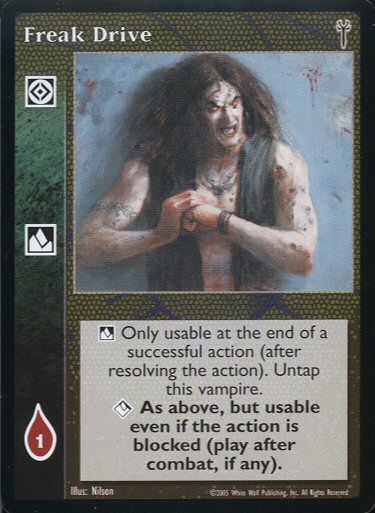 Freak Drive
Only usable at the end of a
successful action (after
resolving the action). Untap
this vampire.
As above, but usable
even if the action is
blocked (play after
combat, if any).
1
Illus: Nilson
©2005 White Wolf Publishing, Inc. All Rights Reserved